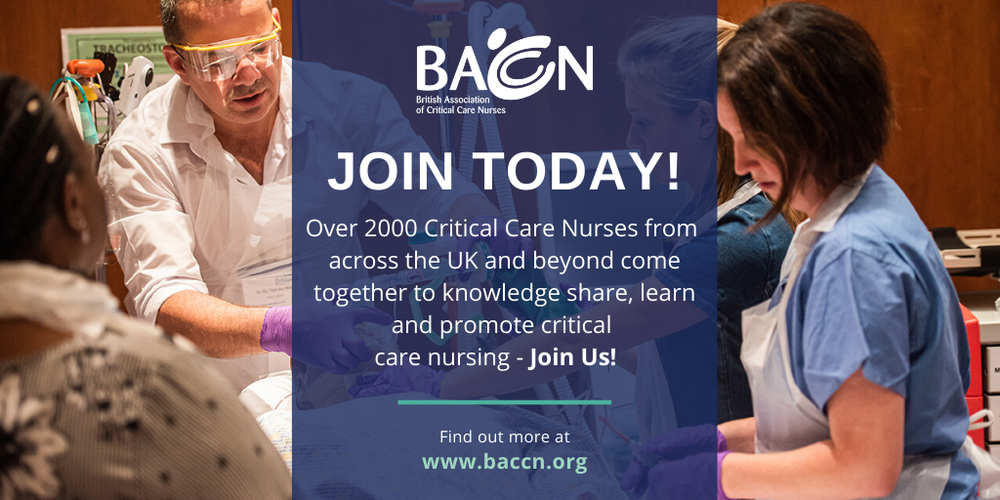 TRACHEOSTO
BACCN
British Association
of Critical Care Nurses
JOIN TODAY!
Over 2000 Critical Care Nurses from
across the UK and beyond come
together to knowledge share, learn
and promote critical
care nursing - Join Us!
Find out more at
www.baccn.org